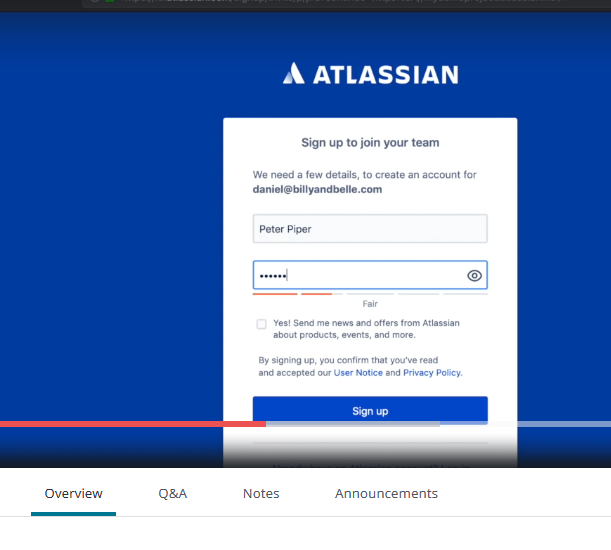 ATLASSIAN
Sign up to join your team
We need a few details, to create an account for
daniel@billyandbelle.com
Peter Piper
••••••
Fair
Yes! Send me news and offers from Atlassian
about products, events, and more.
By signing up, you confirm that you've read
and accepted our User Notice and Privacy Policy.
Sign up
Overview Q&A Notes Announcements